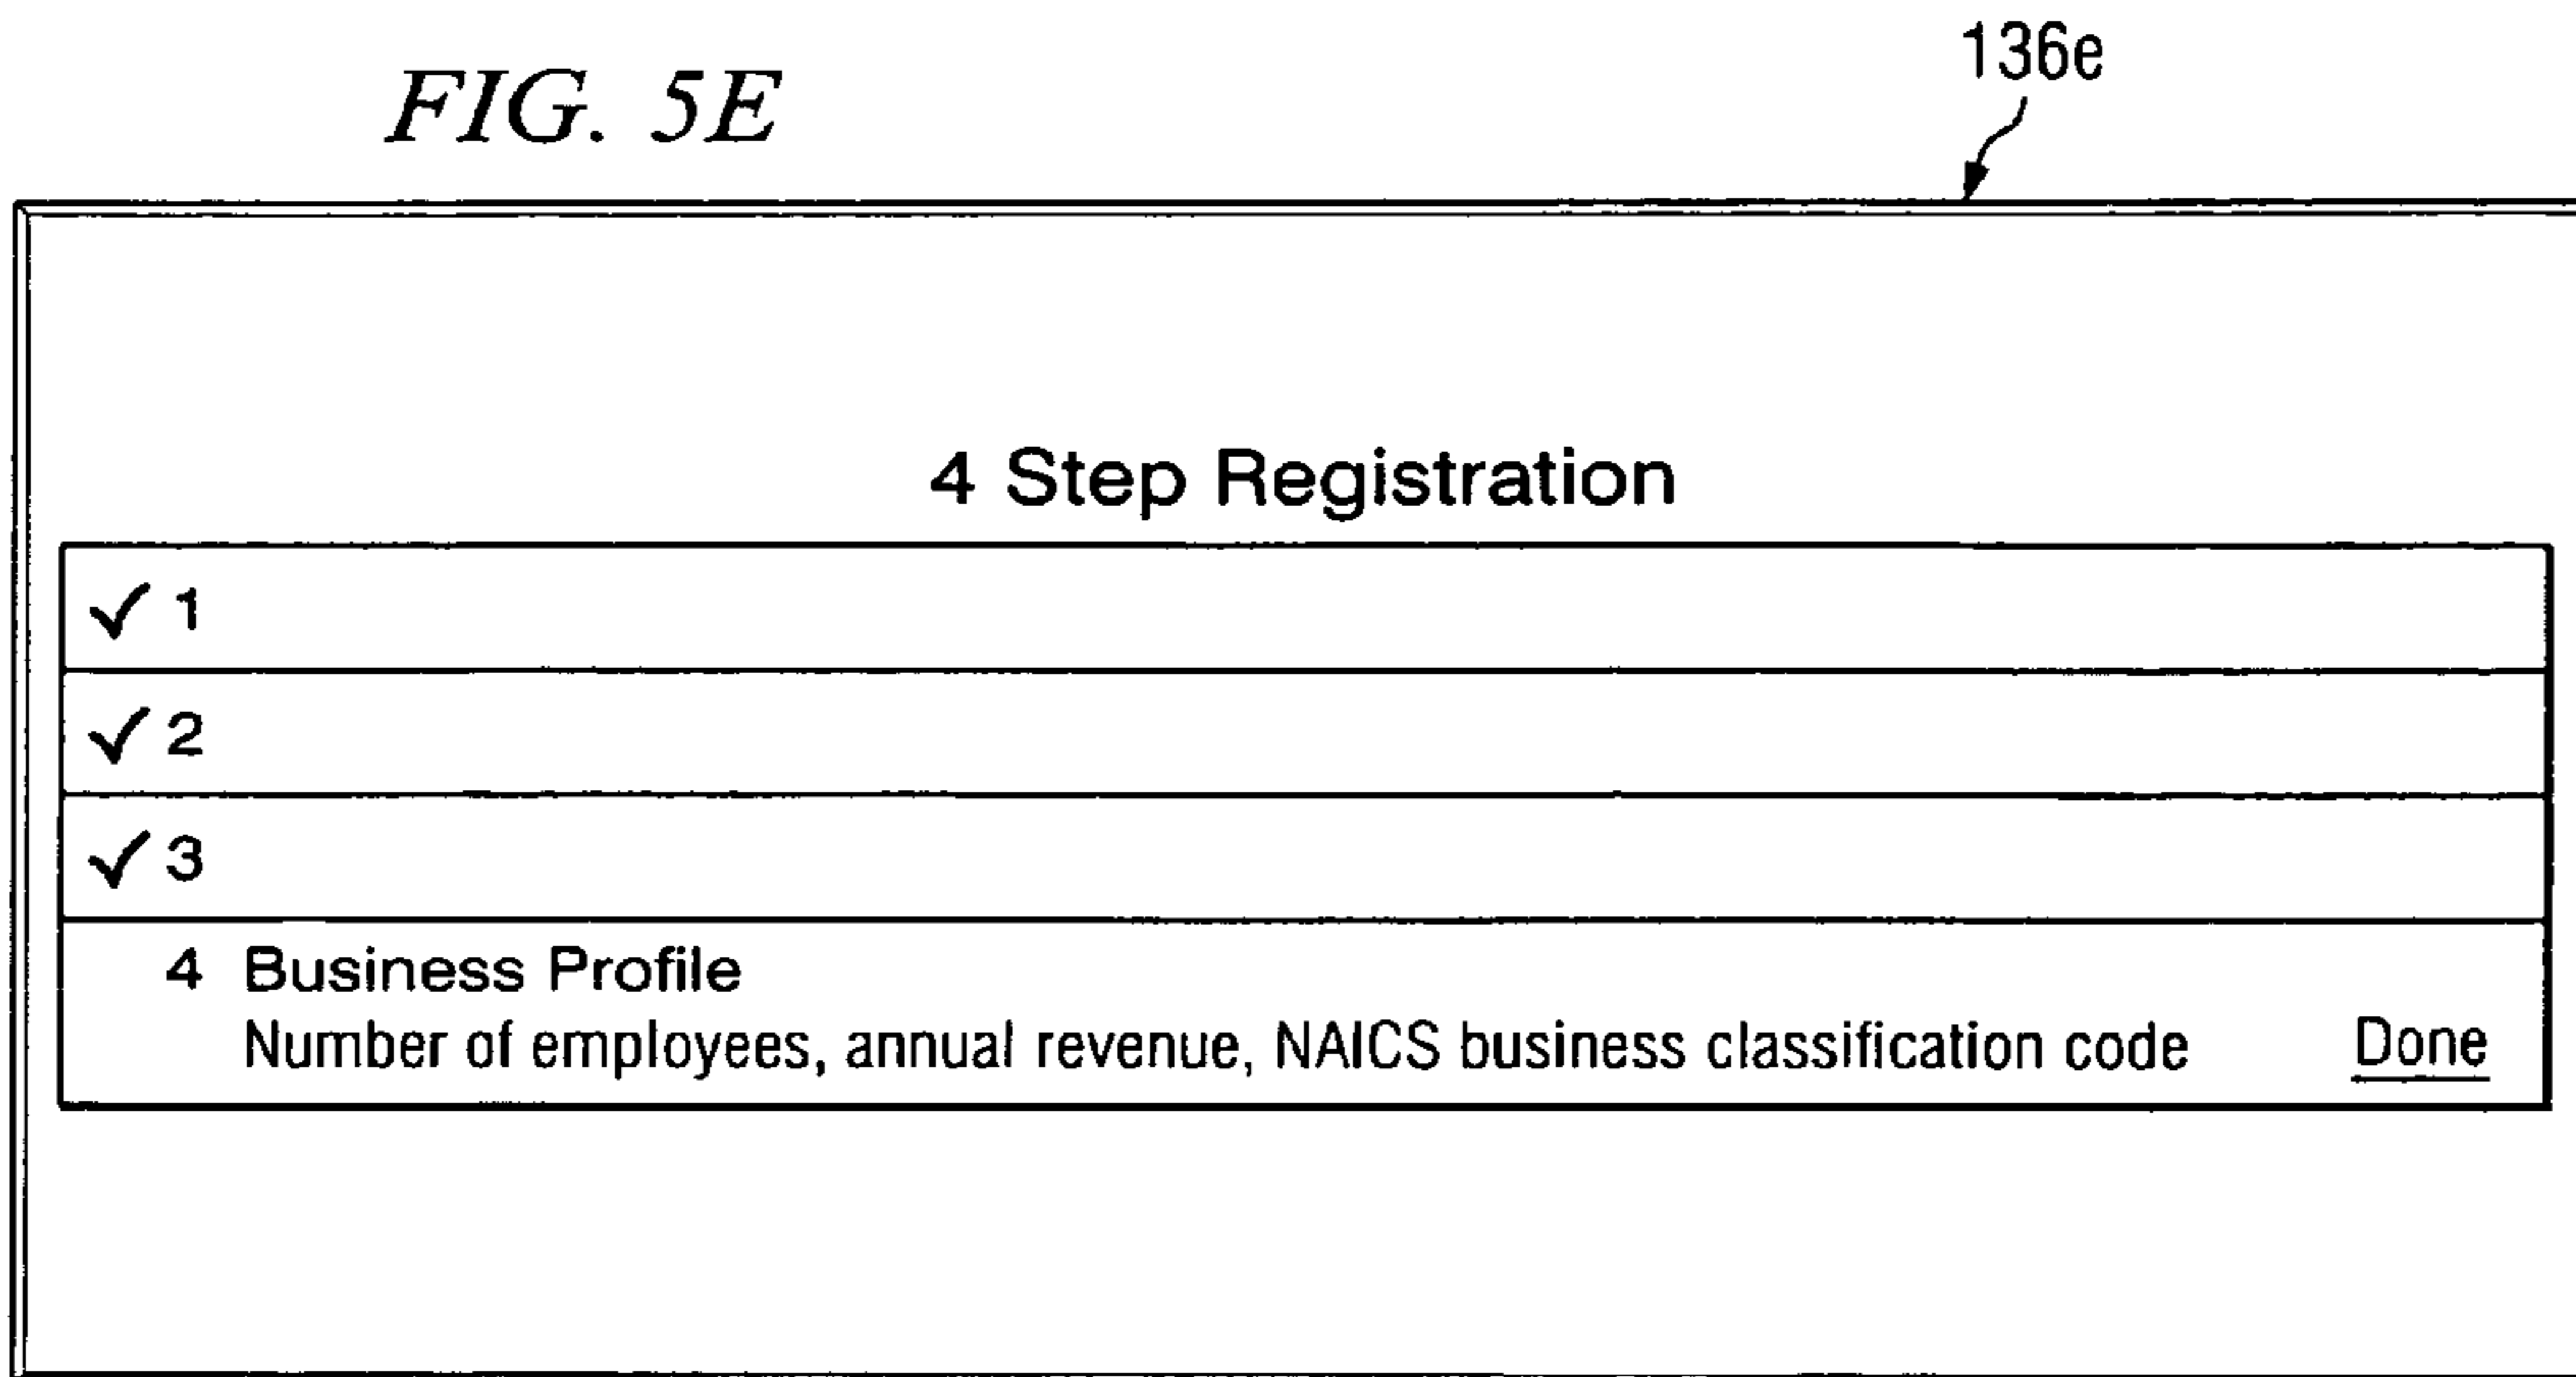 FIG. 5E
136e
4 Step Registration
✓ 1
✓ 2
✓ 3
4 Business Profile
Number of employees, annual revenue, NAICS business classification code Done